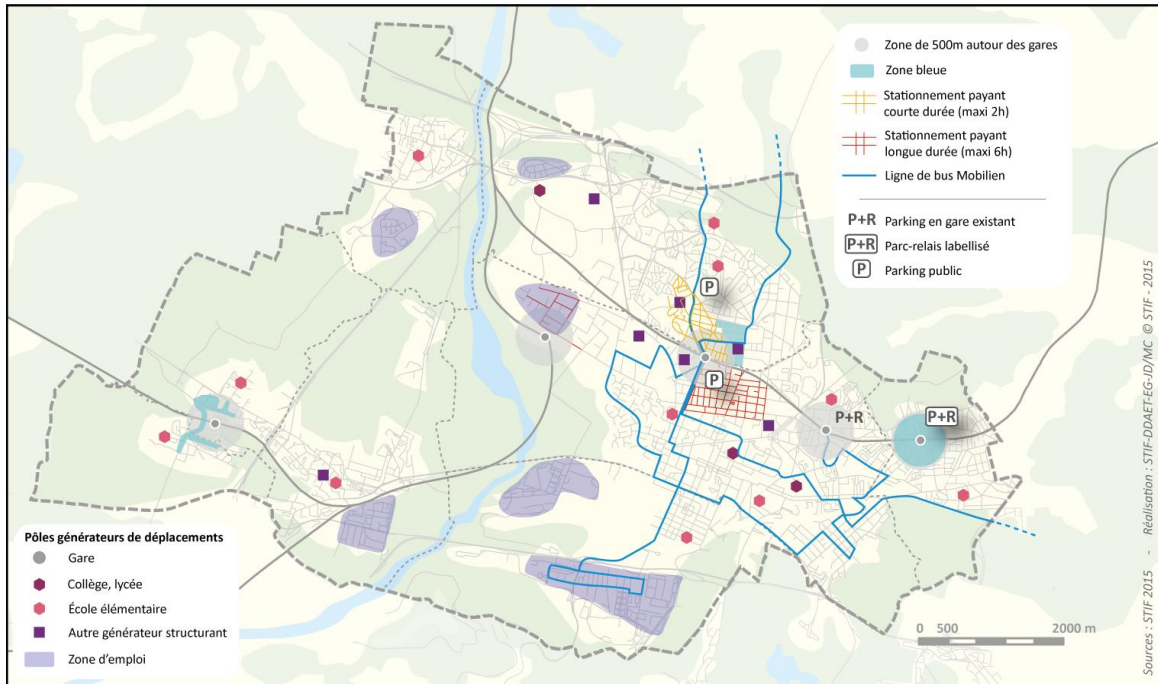 Zone de 500m autour des gares
Zone bleue
Stationnement payant
courte durée (maxi 2h)
Stationnement payant
longue durée (maxi 6h)
Ligne de bus Mobilien
P+R Parking en gare existant
P+R Parc-relais labellisé
P Parking public
P
P
P+R
P+R
Pôles générateurs de déplacements
Gare
Collège, lycée
École élémentaire
Autre générateur structurant
Zone d'emploi
0 500 2000 m
Sources : STIF 2015 - Réalisation : STIF-DDAET-EG-JD/MC © STIF - 2015